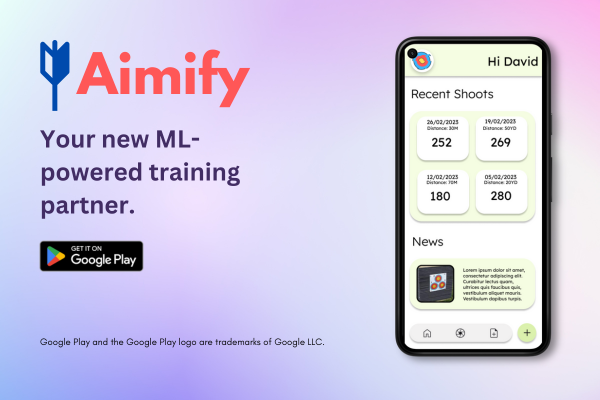 Aimify
Your new ML-
powered training
partner.
GET IT ON
Google Play
Google Play and the Google Play logo are trademarks of Google LLC.
Hi David
Recent Shoots
26/02/2023
Distance: 30M
252
19/02/2023
Distance: 50YD
269
12/02/2023
Distance: 70M
180
05/02/2023
Distance: 20YD
280
News
Lorem ipsum dolor sit amet,
consectetur adipiscing elit.
Curabitur lectus quam,
ultrices quis faucibus quis,
vestibulum aliquet mauris.
Vestibulum dapibus turpis.